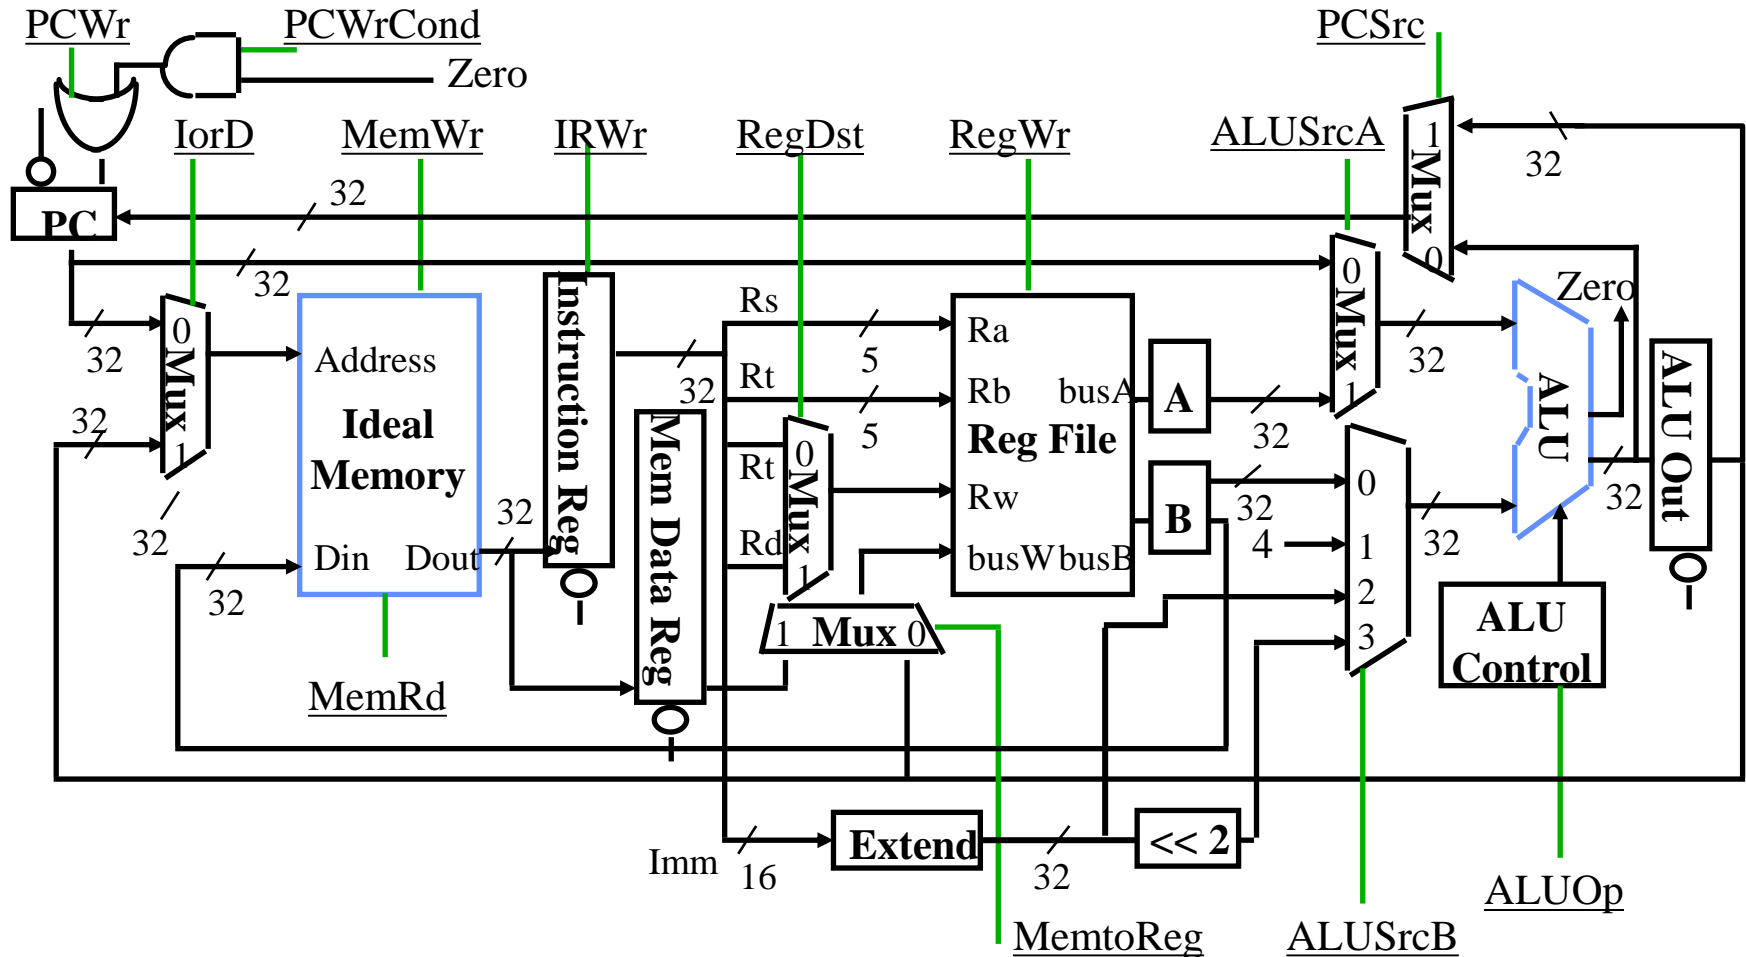 PCWr
PCWrCond
PCSrc
Zero
IorD
MemWr
IRWr
RegDst
RegWr
ALUSrcA
1
Mux
0
32
32
PC
32
0
Mux
1
32
32
32
Address
Ideal
Memory
Din
Dout
32
32
MemRd
Instruction Reg
Mem Data Reg
32
Rs
5
Rt
5
Rt
Rd
0
Mux
1
Ra
Rb
busA
Reg File
Rw
busW
busB
1
Mux
0
A
32
B
32
4
0
Mux
1
32
0
1
2
3
32
Zero
ALU
32
ALU Out
ALU
Control
Imm
16
Extend
32
<< 2
MemtoReg
ALUSrcB
ALUOp